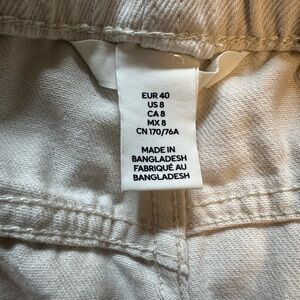 EUR 40
US 8
CA 8
MX 8
CN 170/76A
MADE IN
BANGLADESH
FABRIQUÉ AU
BANGLADESH